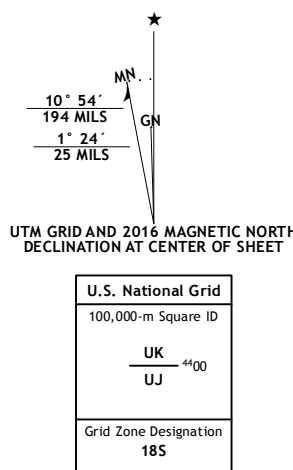 ★
MN
GN
10° 54´
194 MILS
1° 24´
25 MILS
UTM GRID AND 2016 MAGNETIC NORTH
DECLINATION AT CENTER OF SHEET
U.S. National Grid
100,000-m Square ID
UK
4400
UJ
Grid Zone Designation
18S